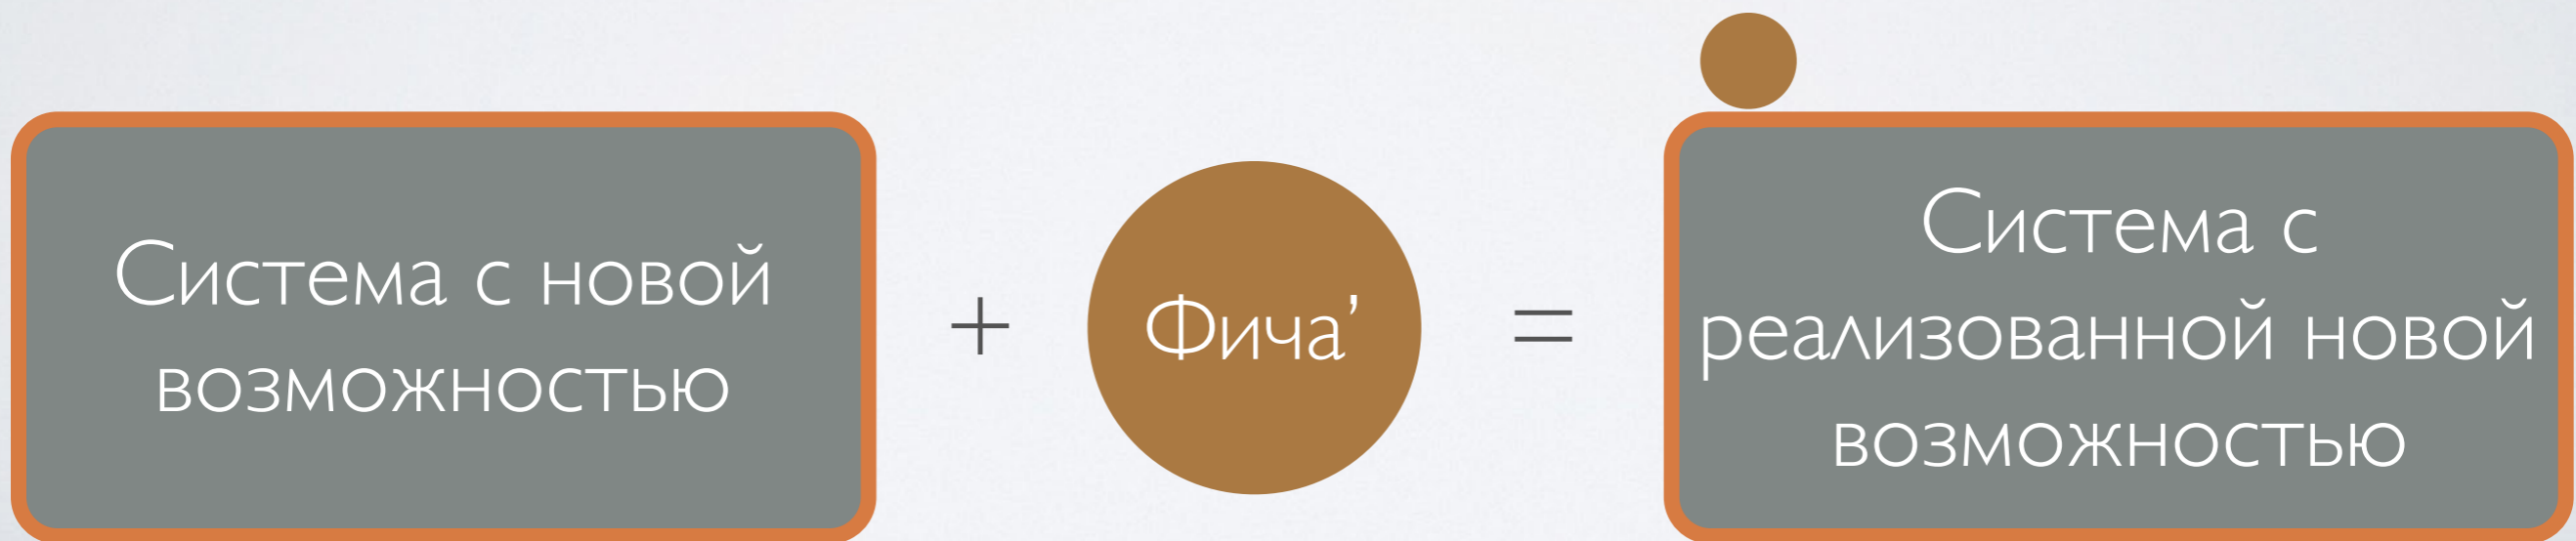 Система с новой
возможностью
+
Фича’
=
Система с
реализованной новой
возможностью